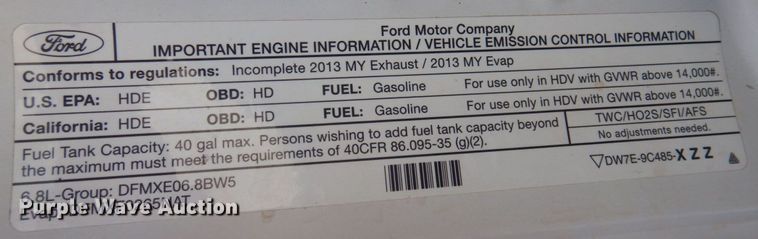 Ford
Ford Motor Company
IMPORTANT ENGINE INFORMATION / VEHICLE EMISSION CONTROL INFORMATION
Conforms to regulations: Incomplete 2013 MY Exhaust / 2013 MY Evap
U.S. EPA: HDE OBD: HD FUEL: Gasoline For use only in HDV with GVWR above 14,000#.
California: HDE OBD: HD FUEL: Gasoline For use only in HDV with GVWR above 14,000#.
Fuel Tank Capacity: 40 gal max. Persons wishing to add fuel tank capacity beyond
the maximum must meet the requirements of 40CFR 86.095-35 (g)(2).
TWC/HO2S/SFI/AFS
No adjustments needed.
6.8L-Group: DFMXE06.8BW5
Evap:
▽DW7E-9C485-XZZ
Purple Wave Auction